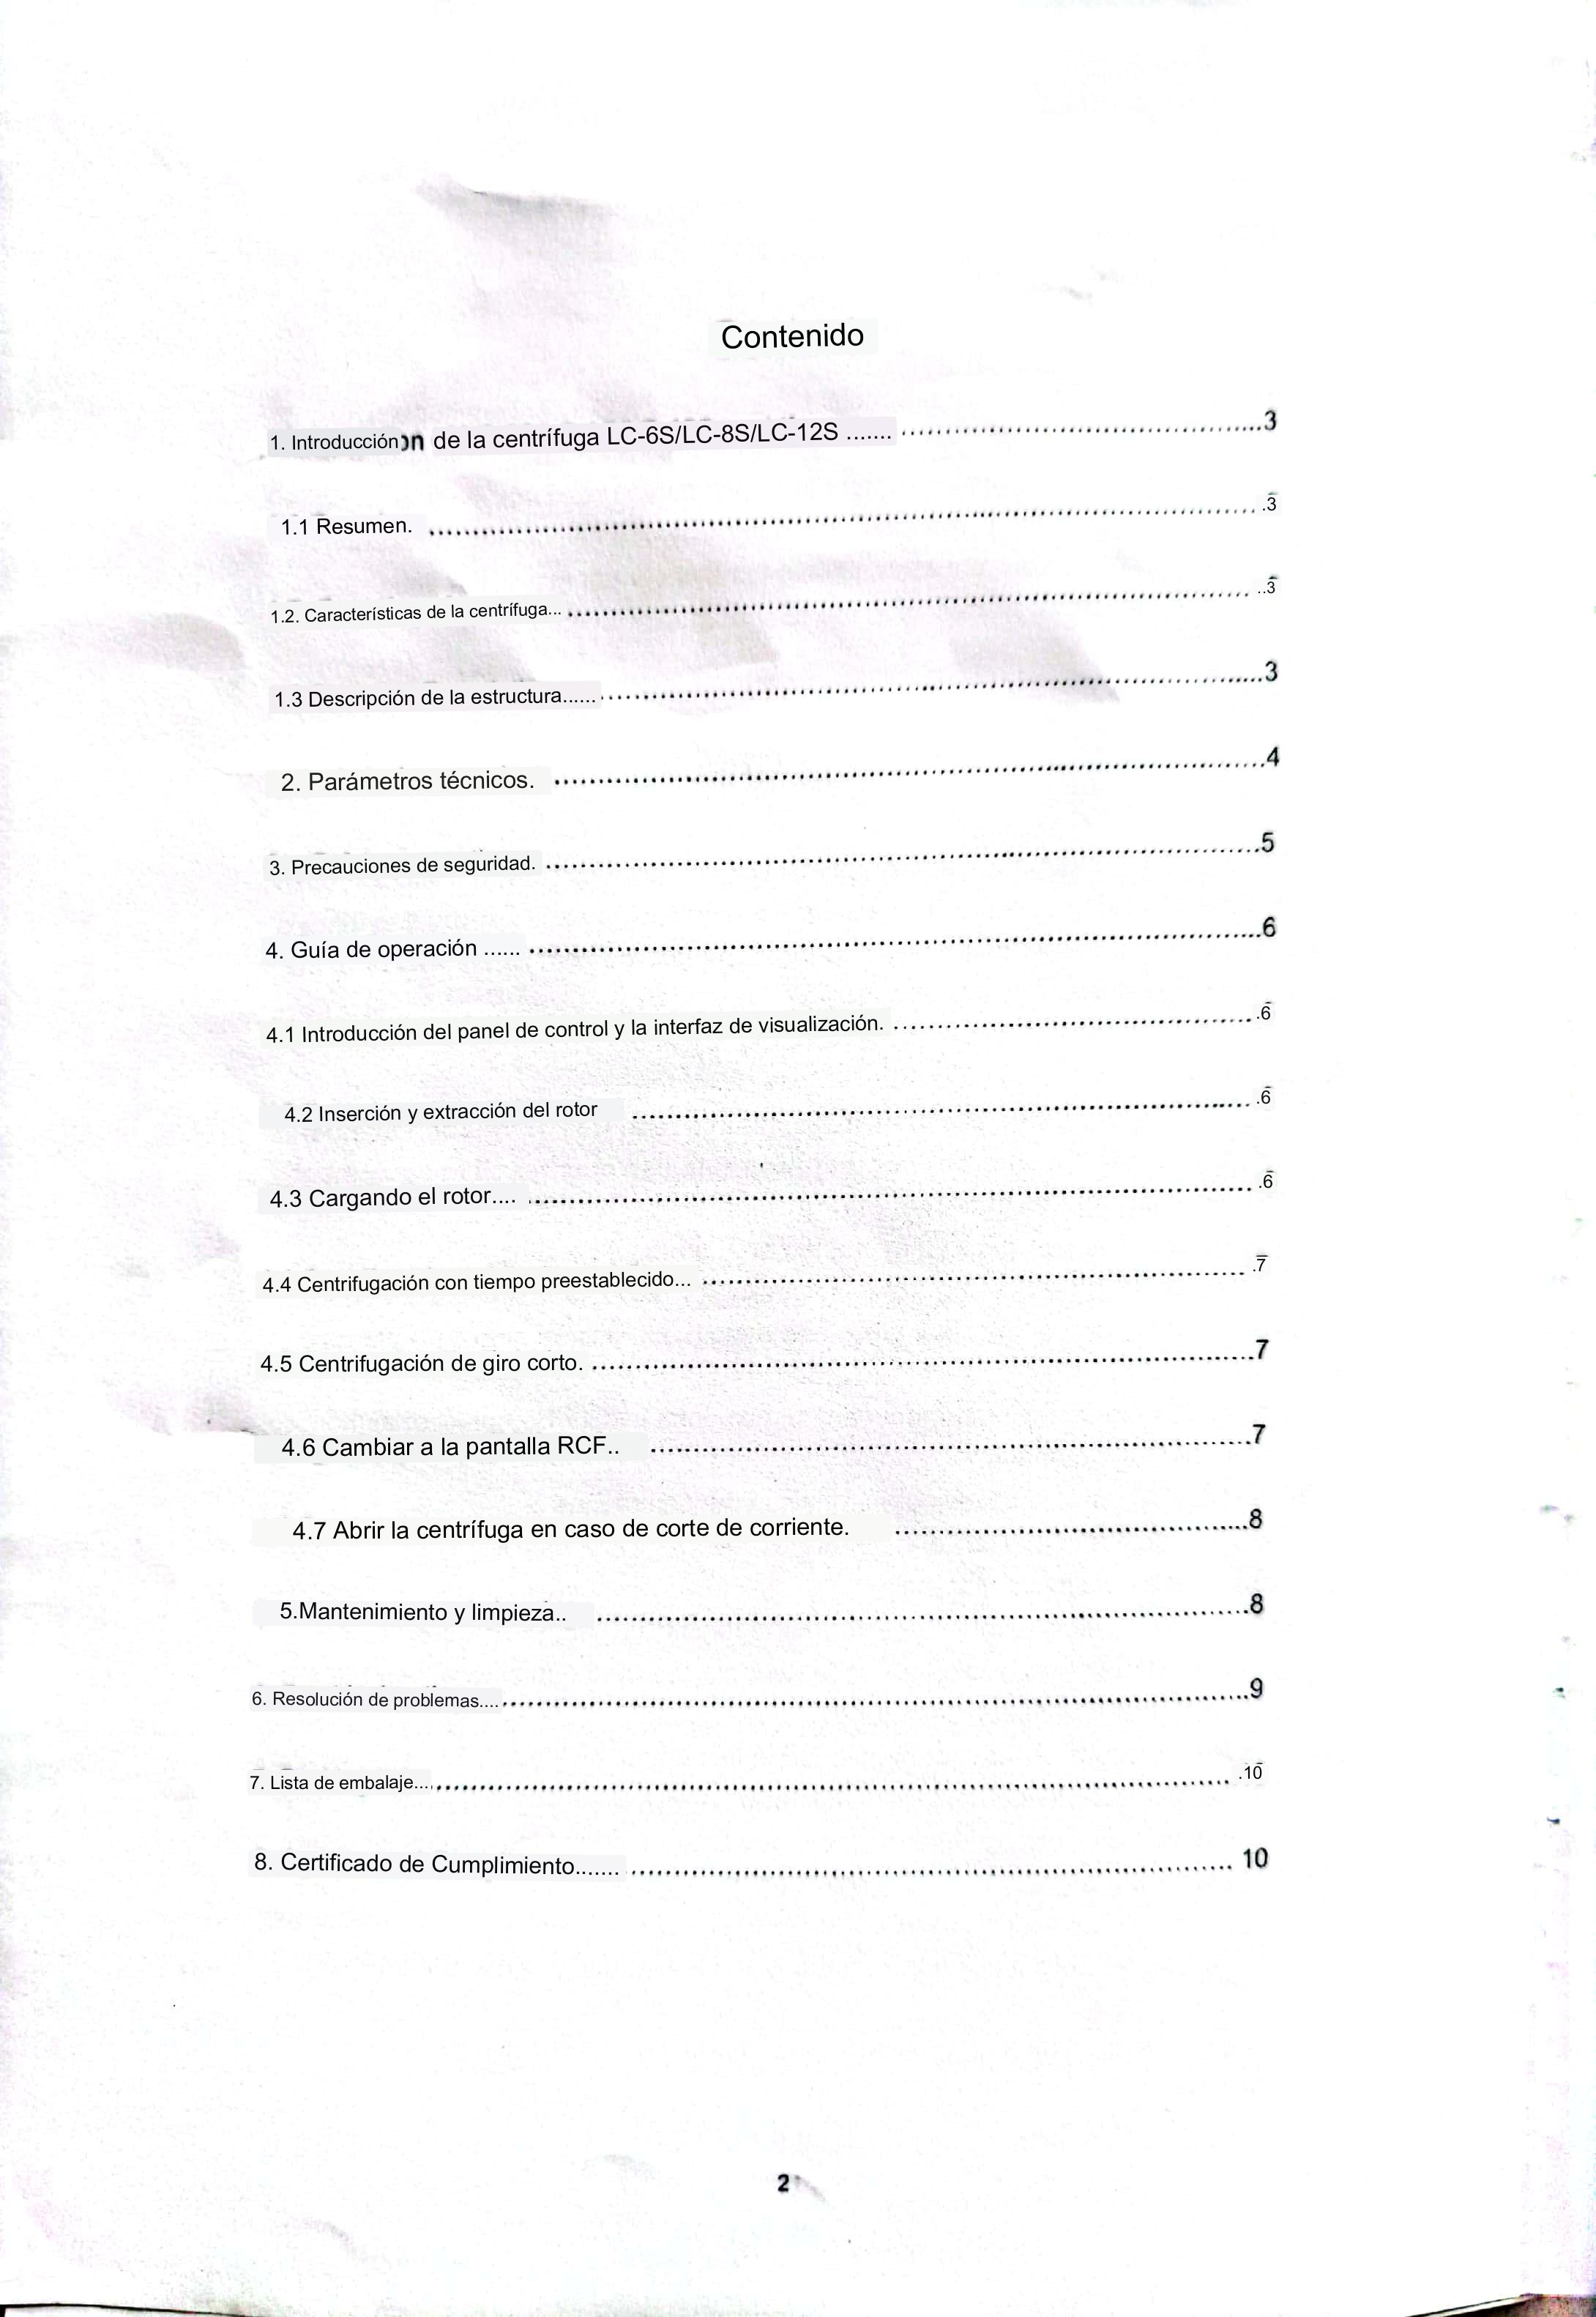 Contenido
1. Introducción de la centrífuga LC-6S/LC-8S/LC-12S ....... ........................................3
1.1 Resumen. ........................................................................................3
1.2. Características de la centrífuga... ........................................................................3
1.3 Descripción de la estructura...... ........................................................................3
2. Parámetros técnicos. ........................................................................4
3. Precauciones de seguridad. ........................................................................5
4. Guía de operación ...... ........................................................................6
4.1 Introducción del panel de control y la interfaz de visualización. ........................................6
4.2 Inserción y extracción del rotor ................................................................6
4.3 Cargando el rotor.... ........................................................................6
4.4 Centrifugación con tiempo preestablecido... ........................................................7
4.5 Centrifugación de giro corto. ................................................................7
4.6 Cambiar a la pantalla RCF.. ................................................................7
4.7 Abrir la centrífuga en caso de corte de corriente. ........................................8
5.Mantenimiento y limpieza.. ................................................................8
6. Resolución de problemas.... ........................................................................9
7. Lista de embalaje.... ................................................................................10
8. Certificado de Cumplimiento....... ................................................................ 10
2